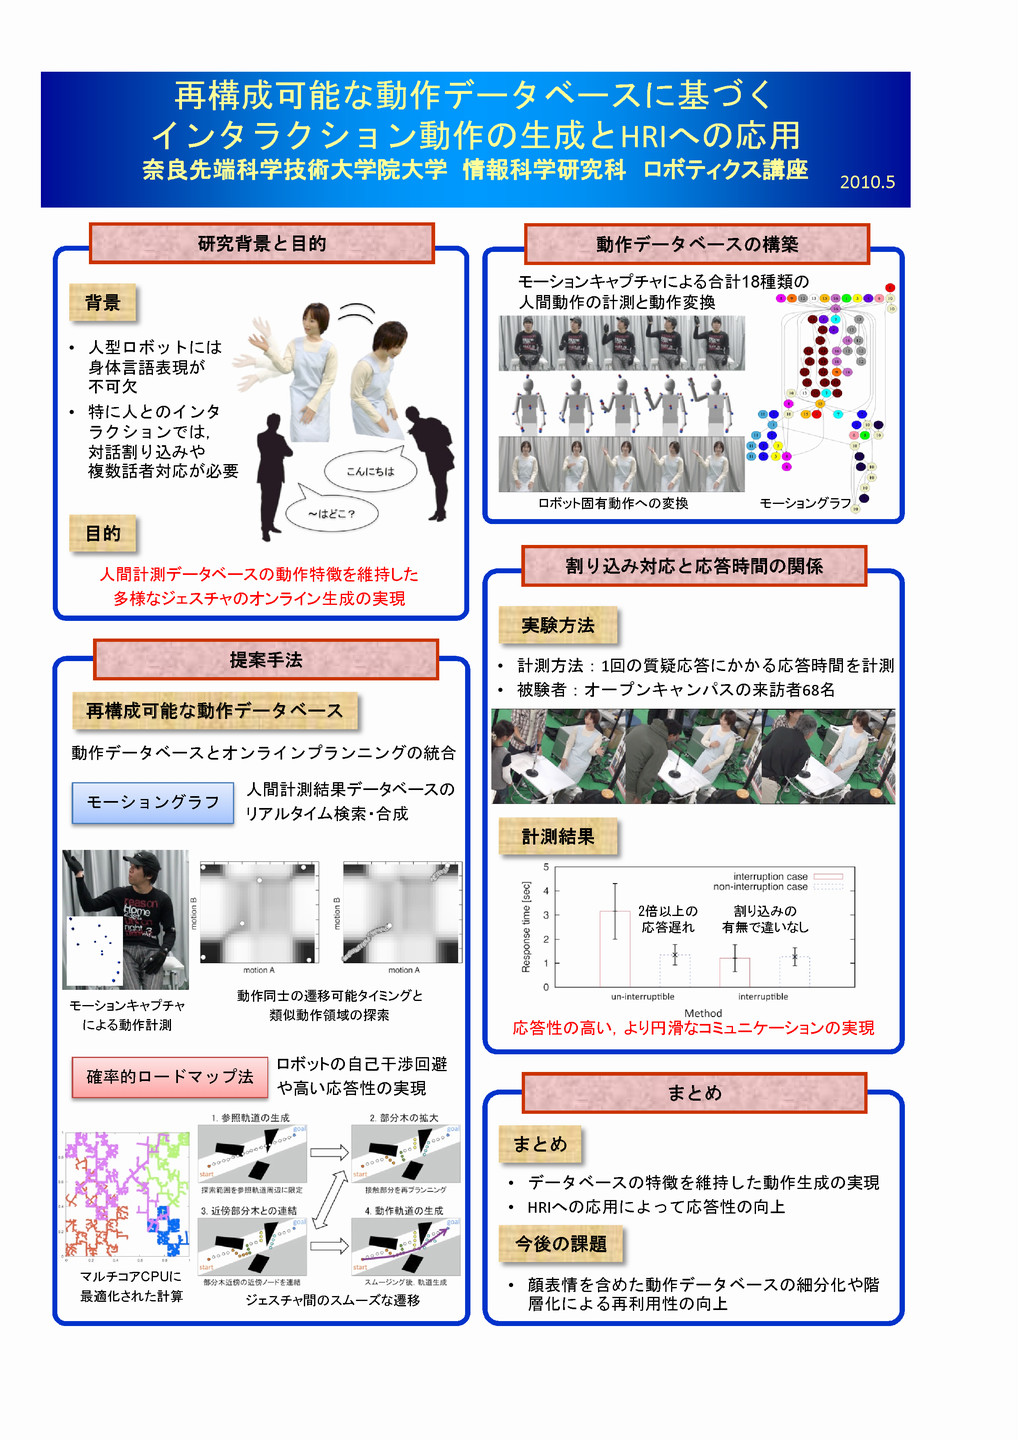 再構成可能な動作データベースに基づく
インタラクション動作の生成とHRIへの応用
奈良先端科学技術大学院大学　情報科学研究科　ロボティクス講座
2010.5
研究背景と目的
背景
• 人型ロボットには
身体言語表現が
不可欠
• 特に人とのインタ
ラクションでは,
対話割り込みや
複数話者対応が必要
こんにちは
～はどこ？
目的
人間計測データベースの動作特徴を維持した
多様なジェスチャのオンライン生成の実現
提案手法
再構成可能な動作データベース
動作データベースとオンラインプランニングの統合
モーショングラフ
人間計測結果データベースの
リアルタイム検索・合成
motion B
motion A
motion B
motion A
モーションキャプチャ
による動作計測
動作同士の遷移可能タイミングと
類似動作領域の探索
確率的ロードマップ法
ロボットの自己干渉回避
や高い応答性の実現
1. 参照軌道の生成
goal
start
探索範囲を参照軌道周辺に限定
2. 部分木の拡大
goal
start
接触部分を再プランニング
3. 近傍部分木との連結
goal
start
部分木近傍の近傍ノードを連結
4. 動作軌道の生成
goal
start
スムージング後, 軌道生成
マルチコアCPUに
最適化された計算
ジェスチャ間のスムーズな遷移
動作データベースの構築
モーションキャプチャによる合計18種類の
人間動作の計測と動作変換
ロボット固有動作への変換
モーショングラフ
割り込み対応と応答時間の関係
実験方法
• 計測方法：1回の質疑応答にかかる応答時間を計測
• 被験者：オープンキャンパスの来訪者68名
計測結果
Response time [sec]
5
4
3
2
1
0
interruption case
non-interruption case
2倍以上の
応答遅れ
割り込みの
有無で違いなし
un-interruptible
interruptible
Method
応答性の高い, より円滑なコミュニケーションの実現
まとめ
まとめ
• データベースの特徴を維持した動作生成の実現
• HRIへの応用によって応答性の向上
今後の課題
• 顔表情を含めた動作データベースの細分化や階
層化による再利用性の向上